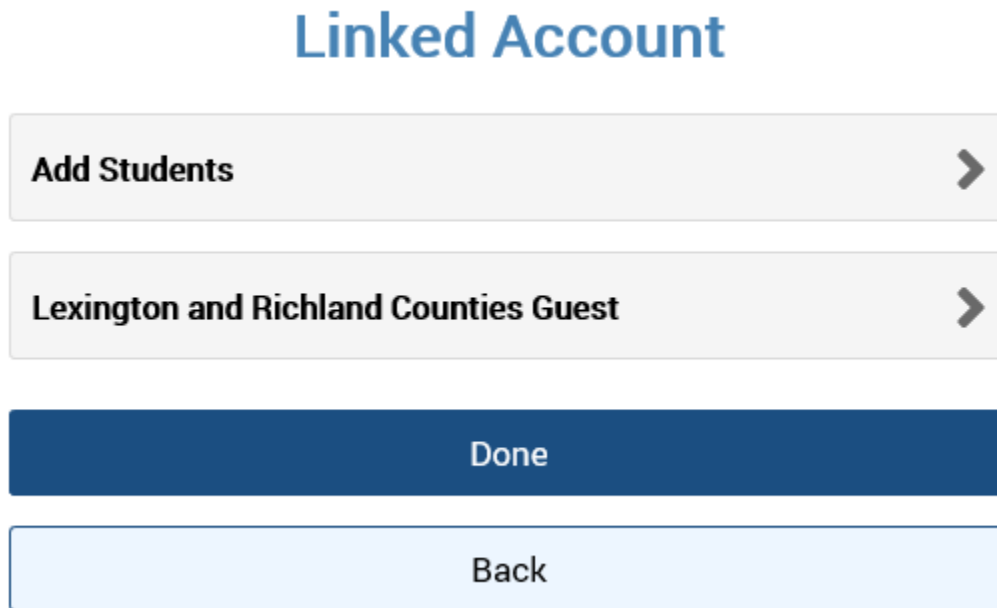 Linked Account
Add Students
Lexington and Richland Counties Guest
Done
Back